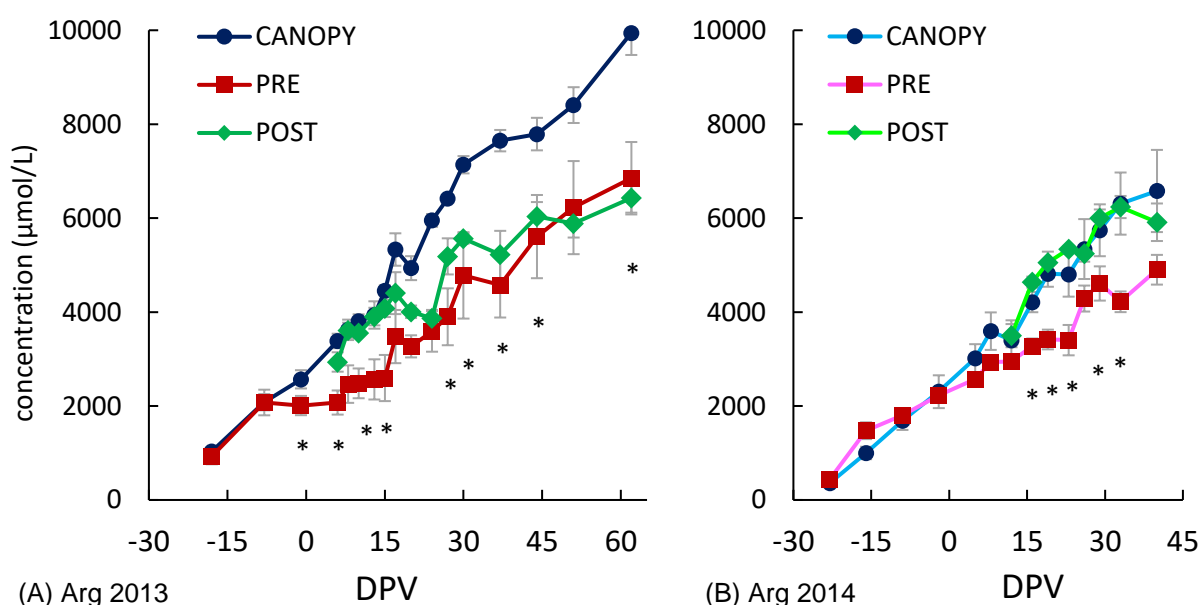 concentration (µmol/L)
10000
8000
6000
4000
2000
0
CANOPY
PRE
POST
* * * * * * * * *
-30 -15 0 15 30 45 60
DPV
(A) Arg 2013
10000
8000
6000
4000
2000
0
CANOPY
PRE
POST
* * * * *
-30 -15 0 15 30 45
DPV
(B) Arg 2014